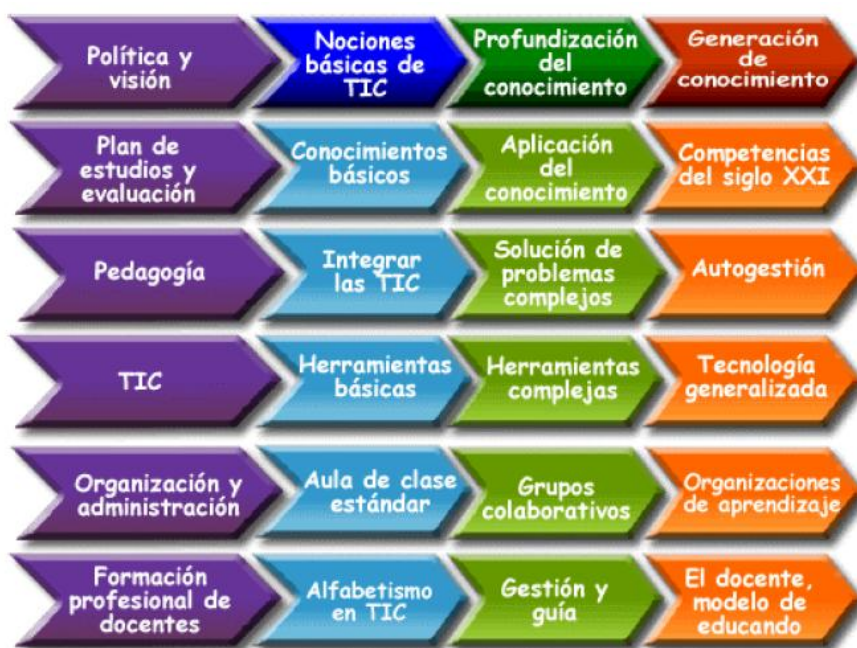 Política y
visión
Nociones
básicas de
TIC
Profundización
del
conocimiento
Generación
de
conocimiento
Plan de
estudios y
evaluación
Conocimientos
básicos
Aplicación
del
conocimiento
Competencias
del siglo XXI
Pedagogía
Integrar
las TIC
Solución de
problemas
complejos
Autogestión
TIC
Herramientas
básicas
Herramientas
complejas
Tecnología
generalizada
Organización y
administración
Aula de clase
estándar
Grupos
colaborativos
Organizaciones
de aprendizaje
Formación
profesional de
docentes
Alfabetismo
en TIC
Gestión y
guía
El docente,
modelo de
educando